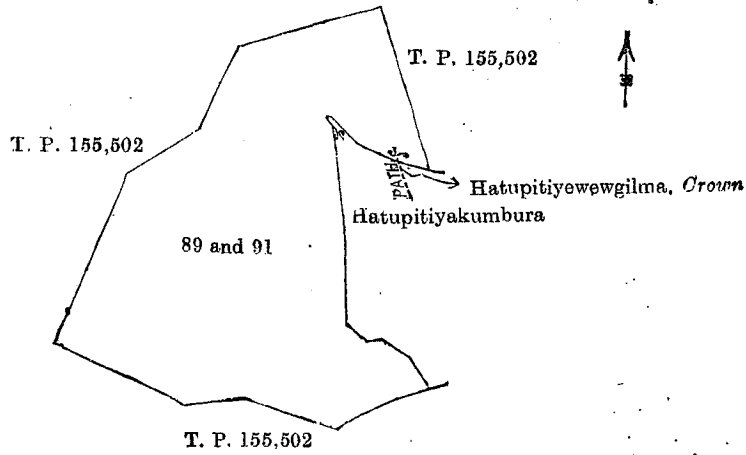 T. P. 155,502
T. P. 155,502
PATH
Hatupitiyewewgilma, Crown
Hatupitiyakumbura
89 and 91
T. P. 155,502